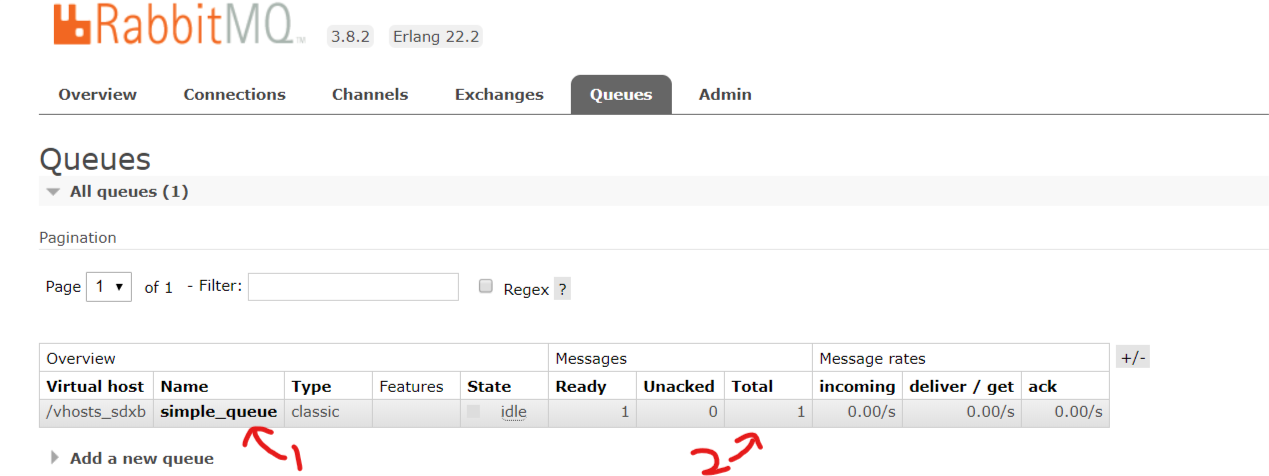 RabbitMQ TM 3.8.2 Erlang 22.2
Overview Connections Channels Exchanges Queues Admin
Queues
All queues (1)
Pagination
Page 1 of 1 - Filter: Regex ?
Overview Messages Message rates +/-
Virtual host Name Type Features State Ready Unacked Total incoming deliver / get ack
/vhosts_sdxb simple_queue classic idle 1 0 1 0.00/s 0.00/s 0.00/s
1 2
Add a new queue